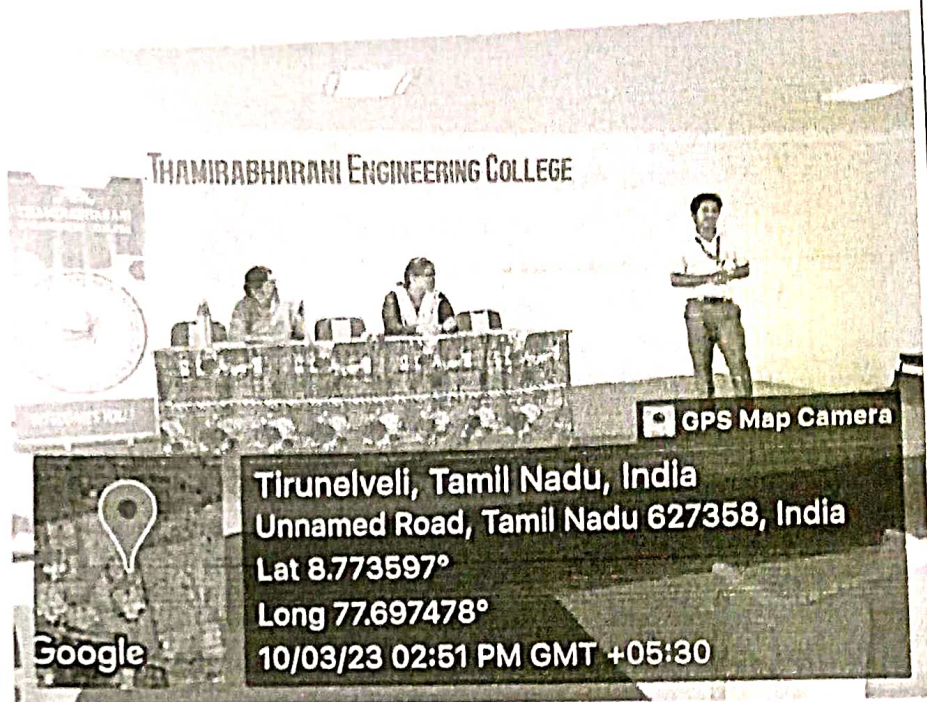 THAMIRABHARANI ENGINEERING COLLEGE
GPS Map Camera
Tirunelveli, Tamil Nadu, India
Unnamed Road, Tamil Nadu 627358, India
Lat 8.773597°
Long 77.697478°
10/03/23 02:51 PM GMT +05:30
Google